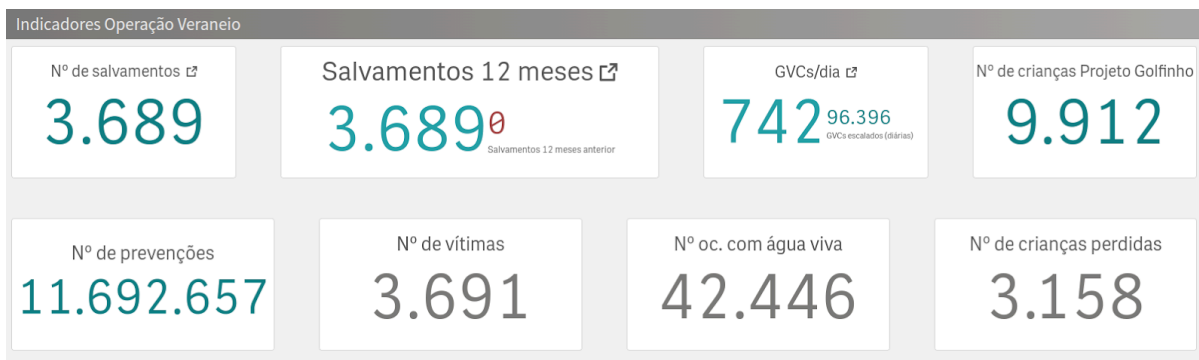 Indicadores Operação Veraneio
Nº de salvamentos
3.689
Salvamentos 12 meses
3.689 0
Salvamentos 12 meses anterior
GVCs/dia
742 96.396
GVCs escalados (diárias)
Nº de crianças Projeto Golfinho
9.912
Nº de prevenções
11.692.657
Nº de vítimas
3.691
Nº oc. com água viva
42.446
Nº de crianças perdidas
3.158